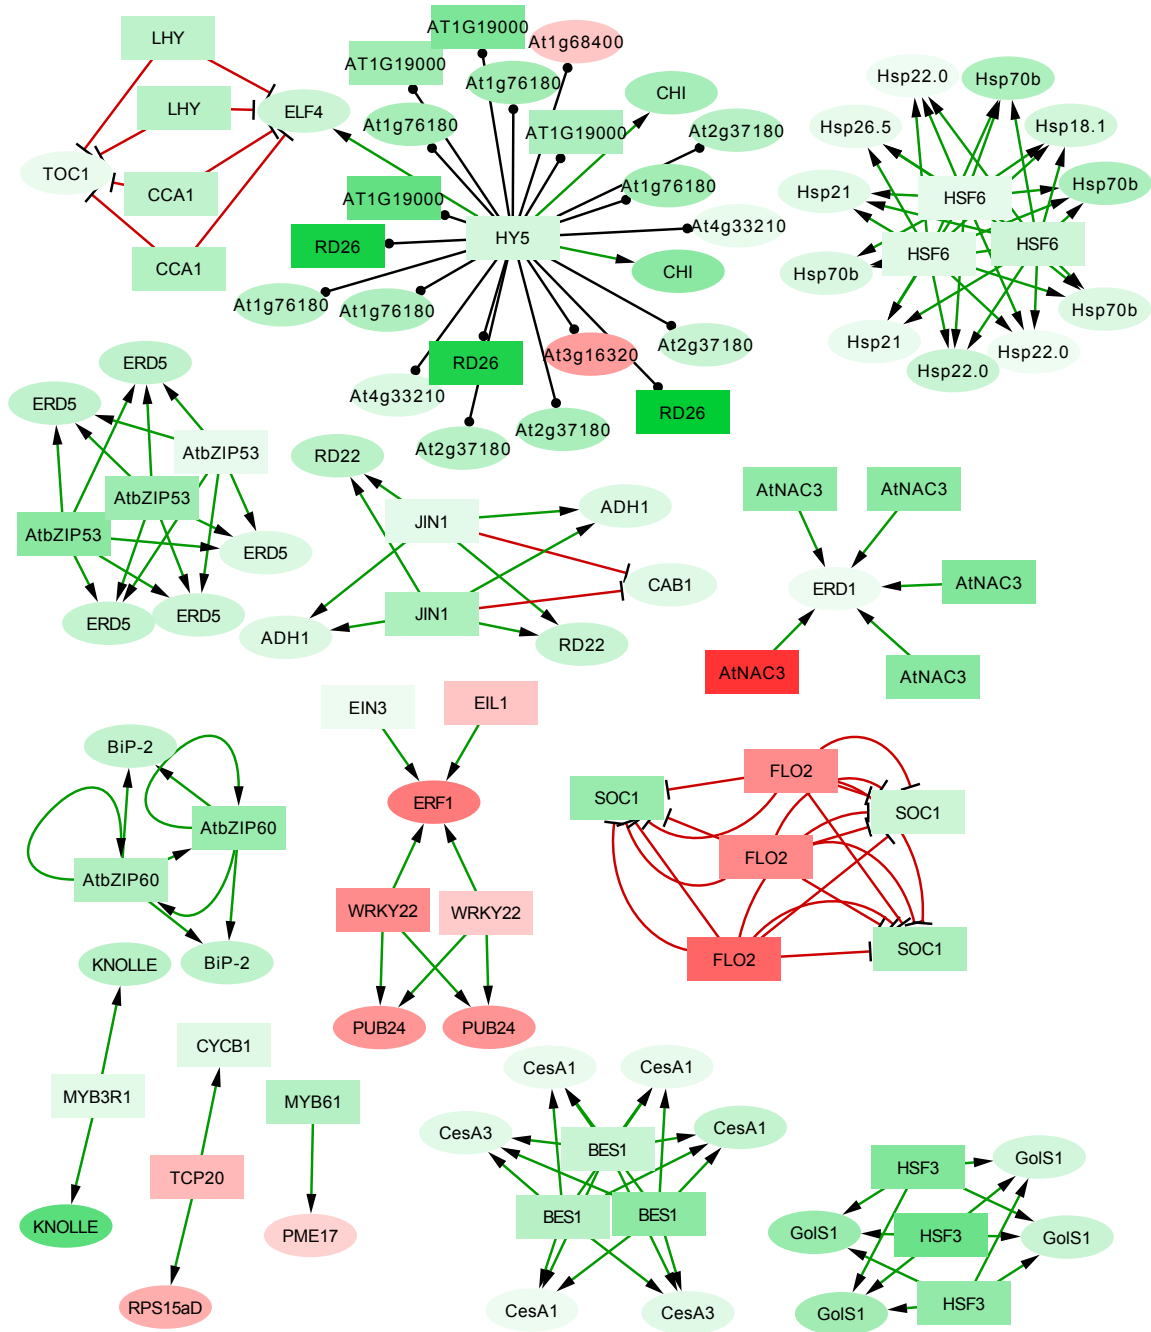 LHY
LHY
ELF4
TOC1
CCA1
CCA1
AT1G19000
At1g68400
AT1G19000
At1g76180
CHI
At1g76180
AT1G19000
At2g37180
AT1G19000
At1g76180
RD26
HY5
At4g33210
CHI
At1g76180
At1g76180
RD26
At3g16320
At2g37180
At4g33210
RD26
At2g37180
At2g37180
Hsp22.0
Hsp70b
Hsp26.5
Hsp18.1
Hsp21
HSF6
Hsp70b
HSF6
HSF6
Hsp70b
Hsp70b
Hsp21
Hsp22.0
Hsp22.0
ERD5
ERD5
AtbZIP53
AtbZIP53
AtbZIP53
ERD5
ERD5
ERD5
RD22
JIN1
ADH1
CAB1
JIN1
ADH1
RD22
AtNAC3
AtNAC3
ERD1
AtNAC3
AtNAC3
AtNAC3
BiP-2
AtbZIP60
AtbZIP60
BiP-2
EIN3
EIL1
ERF1
WRKY22
WRKY22
PUB24
PUB24
FLO2
SOC1
SOC1
FLO2
FLO2
SOC1
KNOLLE
MYB3R1
KNOLLE
CYCB1
TCP20
RPS15aD
MYB61
PME17
CesA1
CesA1
CesA3
BES1
CesA1
BES1
BES1
CesA1
CesA3
HSF3
GolS1
GolS1
HSF3
GolS1
GolS1
HSF3